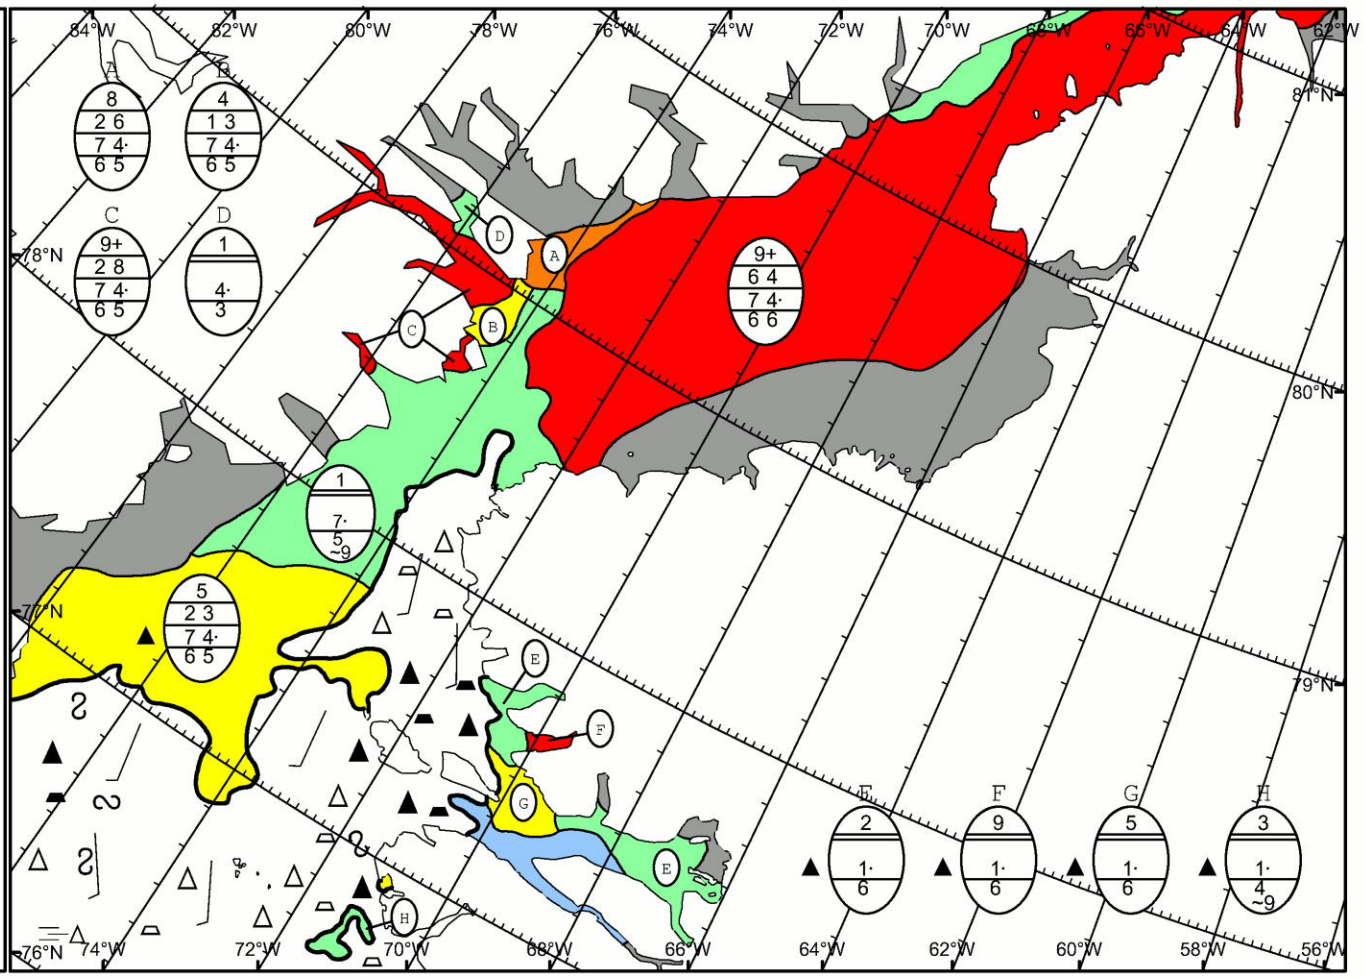 84°W 82°W 80°W 78°W 76°W 74°W 72°W 70°W 68°W 66°W 64°W 62°W
A B
8 4
2 6 1 3
7 4· 7 4·
6 5 6 5
81°N
C D
9+ 1
2 8
7 4· 4·
6 5 3
78°N
D
A
9+
6 4
7 4·
6 6
C
B
80°N
1
7·
5
~9
77°N
5
2 3
7 4·
6 5
E
79°N
F
G
E F G H
2 9 5 3
1· 1· 1· 1·
6 6 6 4
~9
E
H
76°N 74°W 72°W 70°W 68°W 66°W 64°W 62°W 60°W 58°W 56°W